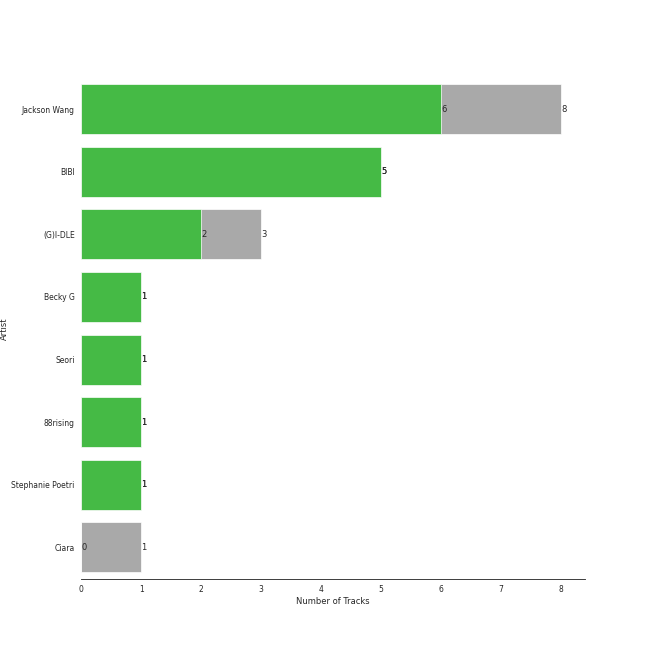 Jackson Wang 6 8
BIBI 5
(G)I-DLE 2 3
Becky G 1
Seori 1
88rising 1
Stephanie Poetri 1
Ciara 0 1
Artist
0 1 2 3 4 5 6 7 8
Number of Tracks